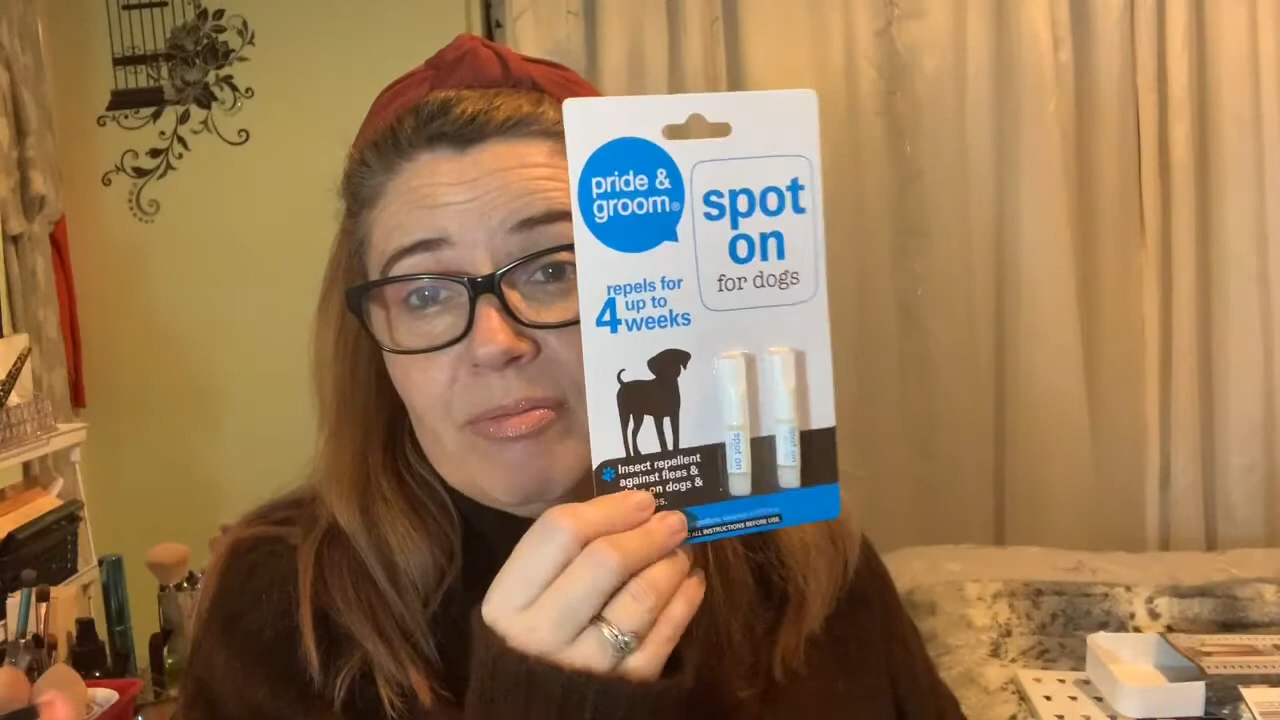 pride &
groom®
spot
on
for dogs
repels for
4 up to
weeks
spot on
spot on
Insect repellent
against fleas &
on dogs &
ALL INSTRUCTIONS BEFORE USE